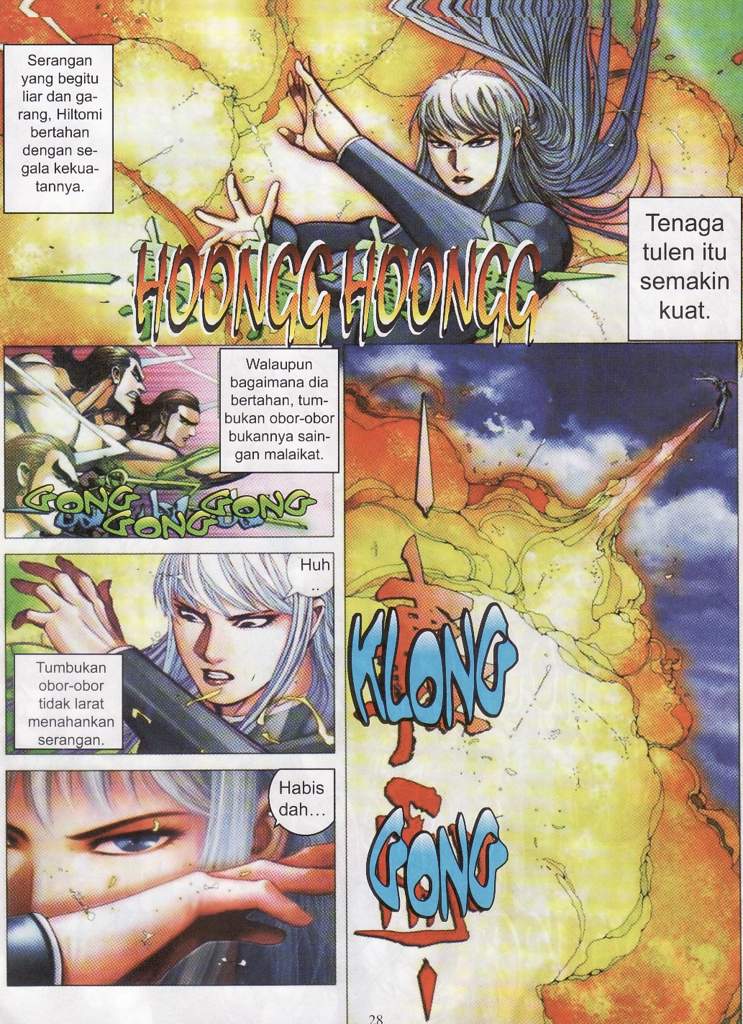 Serangan
yang begitu
liar dan ga-
rang, Hiltomi
bertahan
dengan se-
gala kekua-
tannya.
HOONGG HOONGG
Tenaga
tulen itu
semakin
kuat.
Walaupun
bagaimana dia
bertahan, tum-
bukan obor-obor
bukannya sain-
gan malaikat.
GONG GONG
GONG
Huh
..
Tumbukan
obor-obor
tidak larat
menahankan
serangan.
Habis
dah...
KLONG
GONG
28